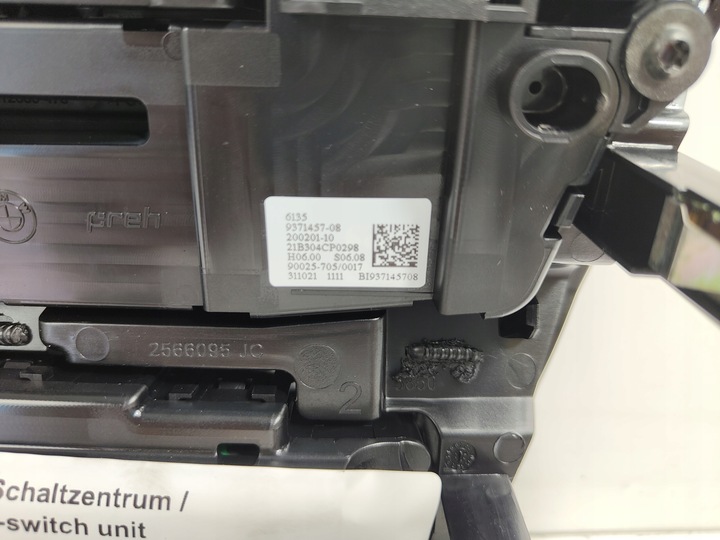 preh
6135
9371457-08
200201-10
21B304CP0298
H06.00 S06.08
90025-705/0017
311021 1111 BI937145708
2566095 JC
2
Schaltzentrum /
-switch unit